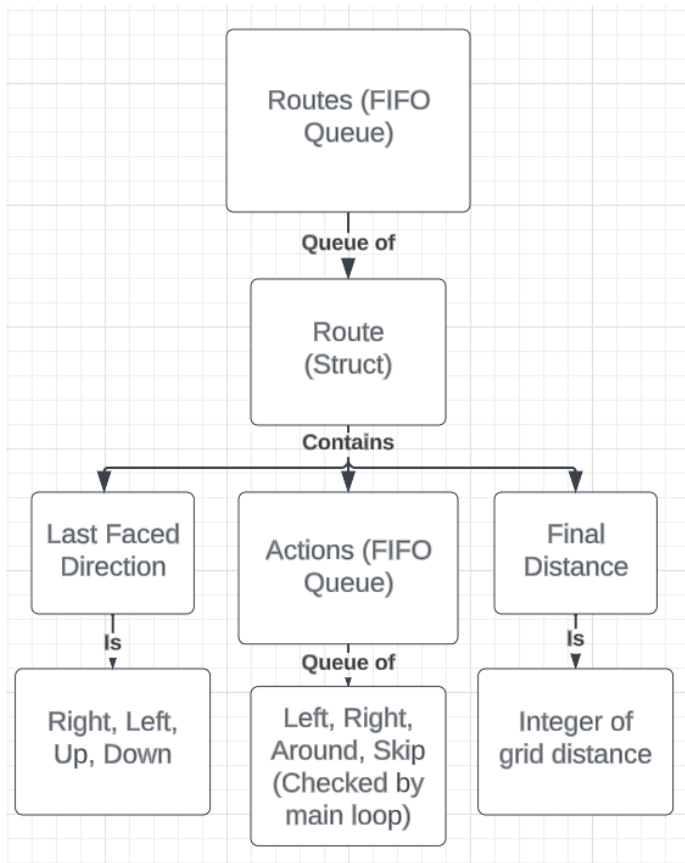 Routes (FIFO
Queue)
Queue of
Route
(Struct)
Contains
Last Faced
Direction
Actions (FIFO
Queue)
Final
Distance
Is
Queue of
Is
Right, Left,
Up, Down
Left, Right,
Around, Skip
(Checked by
main loop)
Integer of
grid distance